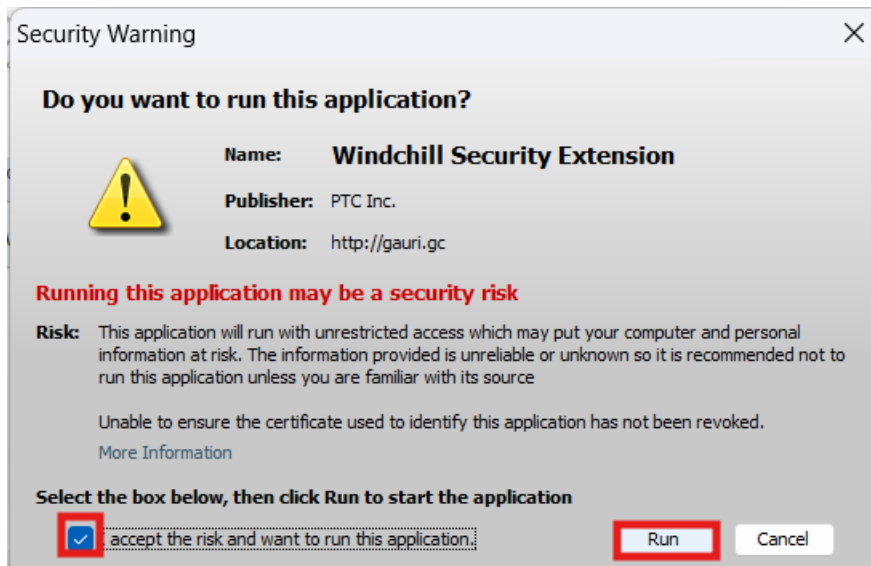 Security Warning
Do you want to run this application?
Name: Windchill Security Extension
Publisher: PTC Inc.
Location: http://gauri.gc
Running this application may be a security risk
Risk: This application will run with unrestricted access which may put your computer and personal
information at risk. The information provided is unreliable or unknown so it is recommended not to
run this application unless you are familiar with its source
Unable to ensure the certificate used to identify this application has not been revoked.
More Information
Select the box below, then click Run to start the application
I accept the risk and want to run this application.
Run Cancel